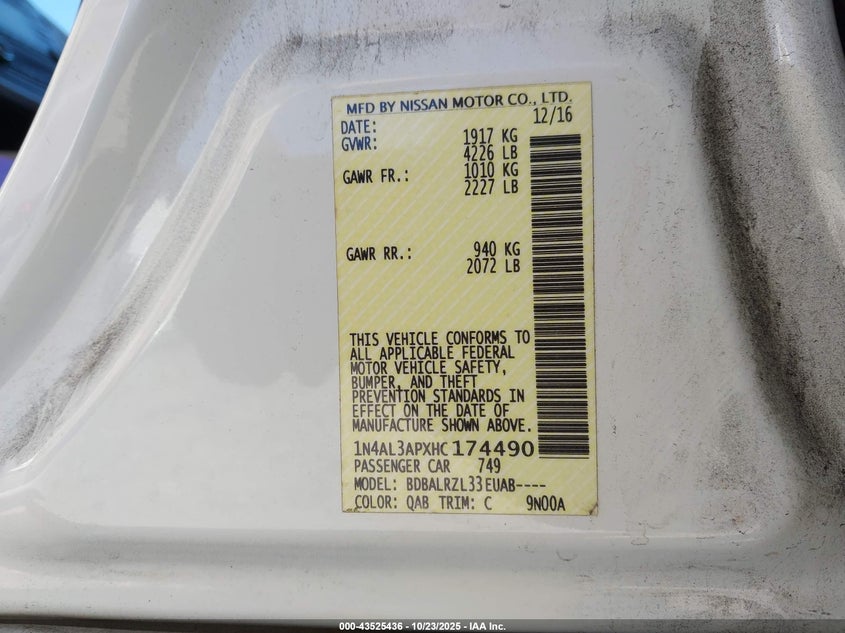 MFD BY NISSAN MOTOR CO., LTD.
DATE: 12/16
GVWR: 1917 KG
4226 LB
GAWR FR.: 1010 KG
2227 LB
GAWR RR.: 940 KG
2072 LB
THIS VEHICLE CONFORMS TO
ALL APPLICABLE FEDERAL
MOTOR VEHICLE SAFETY,
BUMPER, AND THEFT
PREVENTION STANDARDS IN
EFFECT ON THE DATE OF
MANUFACTURE SHOWN ABOVE.
1N4AL3APXHC174490
PASSENGER CAR 749
MODEL: BDBALRZL33EUAB----
COLOR: QAB TRIM: C 9N00A
000-43525436 - 10/23/2025 - IAA Inc.